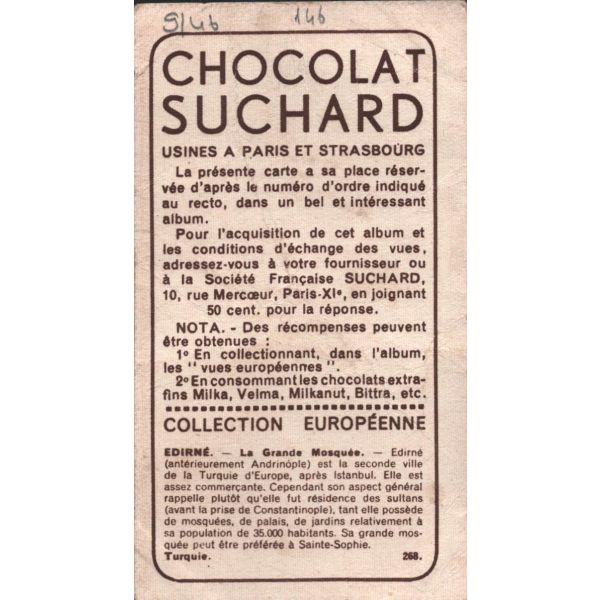 S/46 146
CHOCOLAT
SUCHARD
USINES A PARIS ET STRASBOURG
La présente carte a sa place réser-
vée d'après le numéro d'ordre indiqué
au recto, dans un bel et intéressant
album.
Pour l'acquisition de cet album et
les conditions d'échange des vues,
adressez-vous à votre fournisseur ou
à la Société Française SUCHARD,
10, rue Mercœur, Paris-XIe, en joignant
50 cent. pour la réponse.
NOTA. - Des récompenses peuvent
être obtenues :
1º En collectionnant, dans l'album,
les " vues européennes ".
2º En consommant les chocolats extra-
fins Milka, Velma, Milkanut, Bittra, etc.
COLLECTION EUROPÉENNE
EDIRNÉ. — La Grande Mosquée. — Edirné
(antérieurement Andrinople) est la seconde ville
de la Turquie d'Europe, après Istanbul. Elle est
assez commerçante. Cependant son aspect général
rappelle plutôt qu'elle fut résidence des sultans
(avant la prise de Constantinople), tant elle possède
de mosquées, de palais, de jardins relativement à
sa population de 35.000 habitants. Sa grande mos-
quée peut être préférée à Sainte-Sophie.
Turquie. 268.